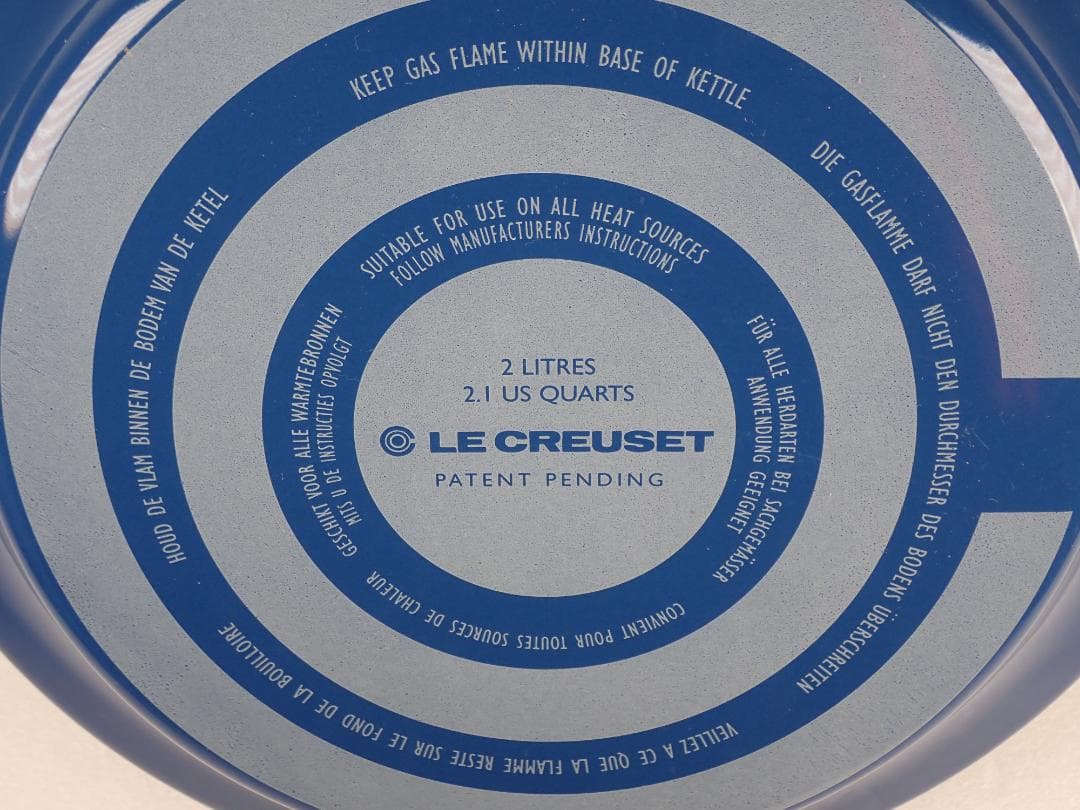 KEEP GAS FLAME WITHIN BASE OF KETTLE
DIE GASFLAMME DARF NICHT DEN DURCHMESSER DES BODENS ÜBERSCHREITEN
VEILLEZ A CE QUE LA FLAMME RESTE SUR LE FOND DE LA BOUILLOIRE
HOUD DE VLAM BINNEN DE BODEM VAN DE KETEL
SUITABLE FOR USE ON ALL HEAT SOURCES
FOLLOW MANUFACTURERS INSTRUCTIONS
FÜR ALLE HERDARTEN BEI SACHGEMÄSSER
ANWENDUNG GEEIGNET
CONVIENT POUR TOUTES SOURCES DE CHALEUR
GESCHIKT VOOR ALLE WARMTEBRONNEN
MITS U DE INSTRUCTIES OPVOLGT
2 LITRES
2.1 US QUARTS
LE CREUSET
PATENT PENDING